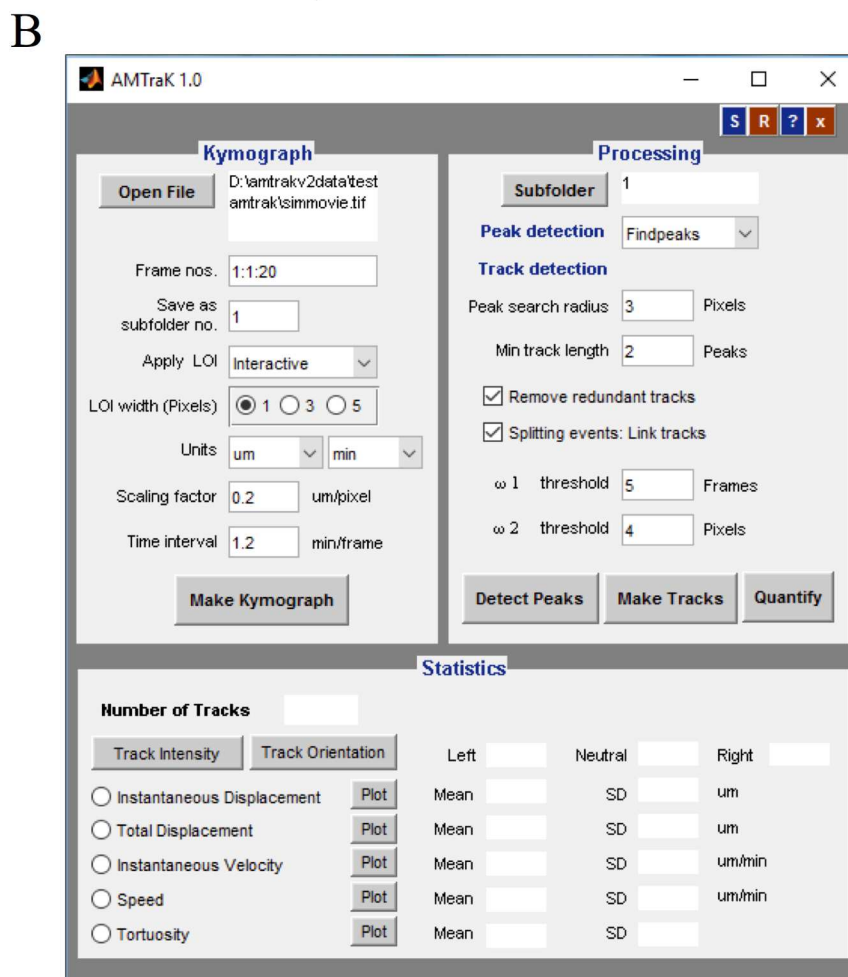 B
AMTraK 1.0
S R ? x
Kymograph
Open File
D:\amtrakv2data\test
amtrak\simmovie.tif
Frame nos. 1:1:20
Save as
subfolder no. 1
Apply LOI Interactive
LOI width (Pixels) 1 3 5
Units um min
Scaling factor 0.2 um/pixel
Time interval 1.2 min/frame
Make Kymograph
Processing
Subfolder 1
Peak detection Findpeaks
Track detection
Peak search radius 3 Pixels
Min track length 2 Peaks
Remove redundant tracks
Splitting events: Link tracks
ω 1 threshold 5 Frames
ω 2 threshold 4 Pixels
Detect Peaks Make Tracks Quantify
Statistics
Number of Tracks
Track Intensity Track Orientation Left Neutral Right
Instantaneous Displacement Plot Mean SD um
Total Displacement Plot Mean SD um
Instantaneous Velocity Plot Mean SD um/min
Speed Plot Mean SD um/min
Tortuosity Plot Mean SD